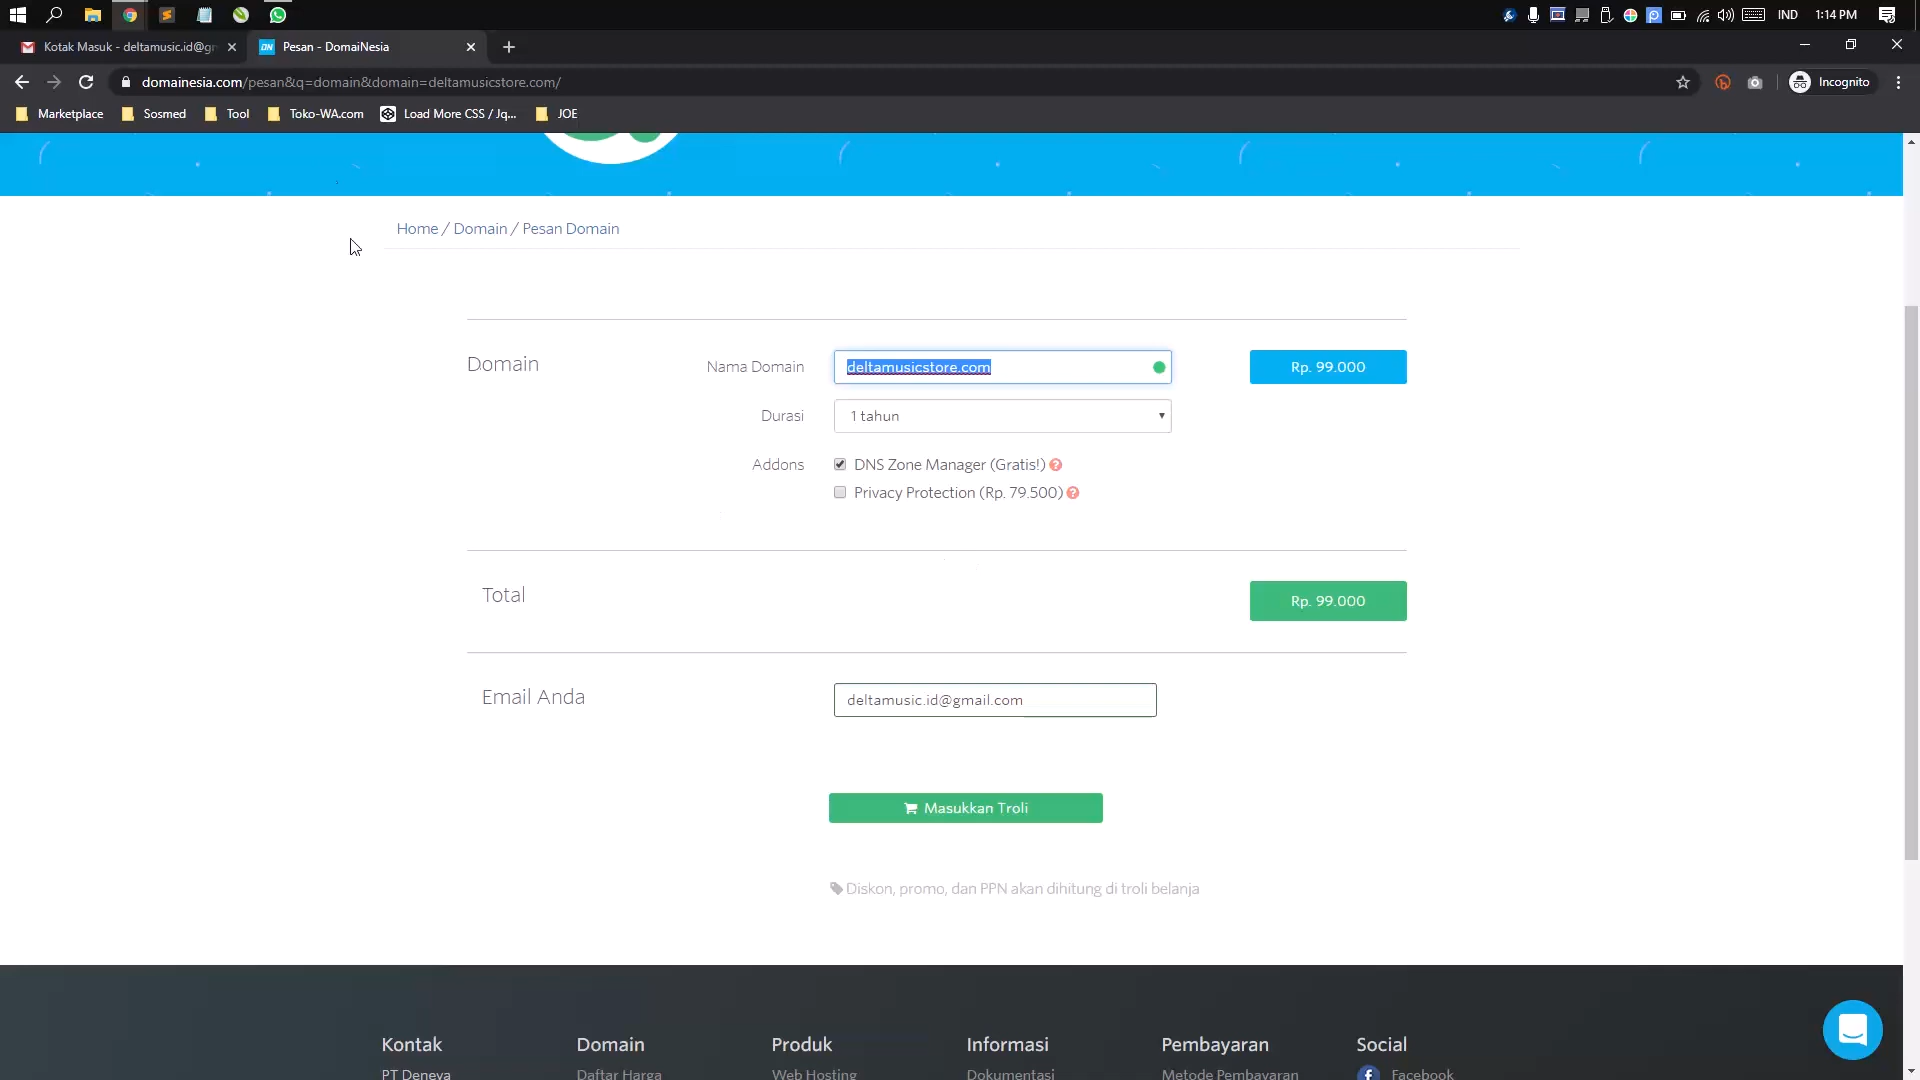 IND 1:14 PM
Kotak Masuk - deltamusic.id@gm
DN Pesan - DomaiNesia
domainesia.com/pesan&q=domain&domain=deltamusicstore.com/
Incognito
Marketplace Sosmed Tool Toko-WA.com Load More CSS / Jq... JOE
Home / Domain / Pesan Domain
Domain Nama Domain deltamusicstore.com Rp. 99.000
Durasi 1 tahun
Addons DNS Zone Manager (Gratis!) ?
Privacy Protection (Rp. 79.500) ?
Total Rp. 99.000
Email Anda deltamusic.id@gmail.com
Masukkan Troli
Diskon, promo, dan PPN akan dihitung di troli belanja
Kontak Domain Produk Informasi Pembayaran Social
PT Deneva Daftar Harga Web Hosting Dokumentasi Metode Pembayaran Facebook